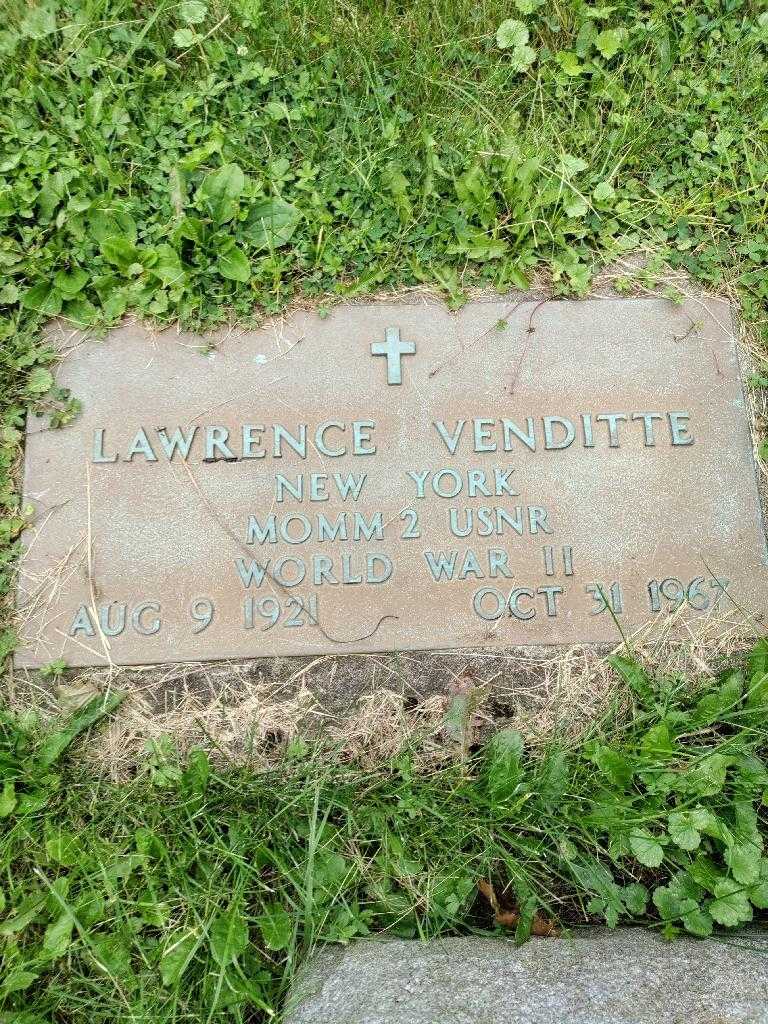 LAWRENCE VENDITTE
NEW YORK
MOMM 2 USNR
WORLD WAR II
AUG 9 1921 OCT 31 1967